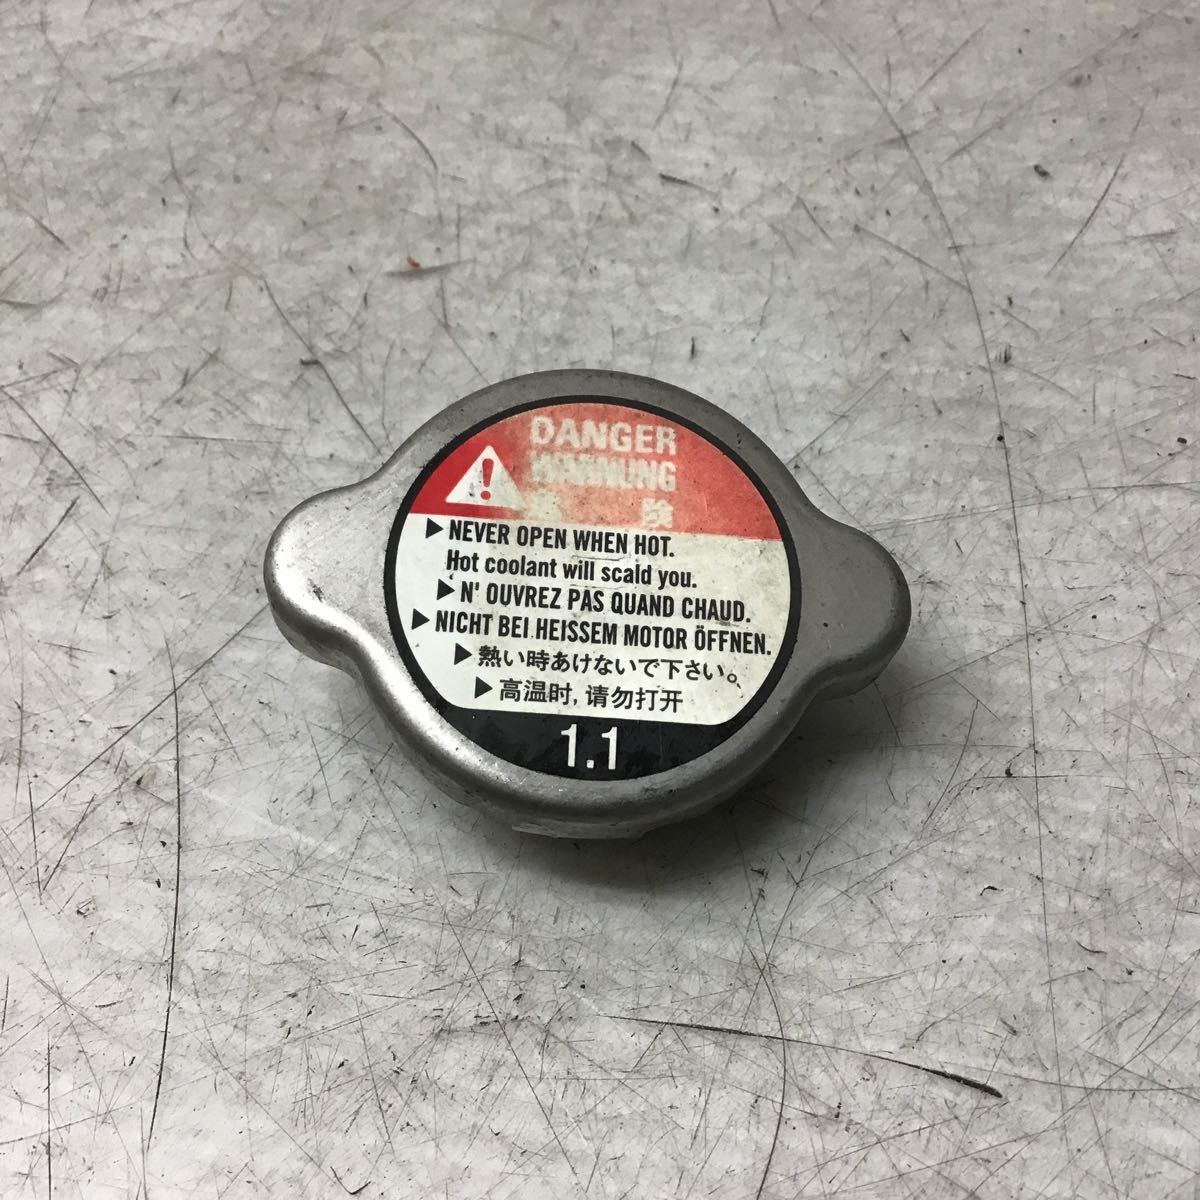 DANGER
WARNUNG
険
▶ NEVER OPEN WHEN HOT.
Hot coolant will scald you.
▶ N' OUVREZ PAS QUAND CHAUD.
▶ NICHT BEI HEISSEM MOTOR ÖFFNEN.
▶ 熱い時あけないで下さい。
▶ 高温时,请勿打开
1.1